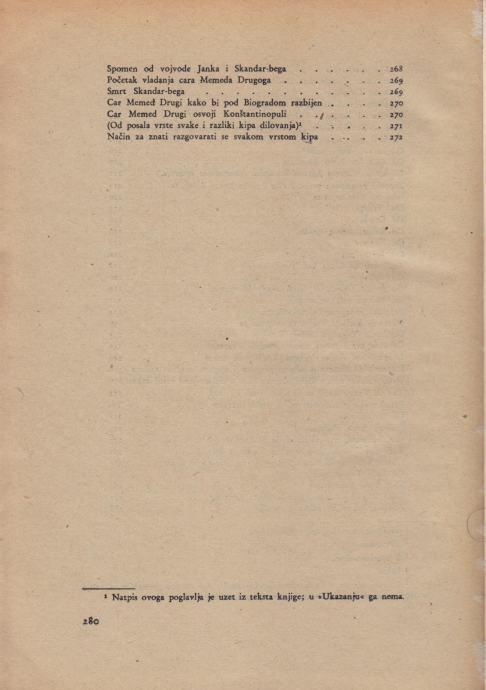 Spomen od vojvode Janka i Skandar-bega . . . . . . 268
Početak vladanja cara Memeda Drugoga . . . . . . 269
Smrt Skandar-bega . . . . . . . . . . . 269
Car Memed Drugi kako bi pod Biogradom razbijen . . . . 270
Car Memed Drugi osvoji Konštantinopuli . . . . . . 270
(Od posala vrste svake i razliki kipa dilovanja)¹ . . . . . 271
Način za znati razgovarati se svakom vrstom kipa . . . . 272
¹ Natpis ovoga poglavlja je uzet iz teksta knjige; u »Ukazanju« ga nema.
280